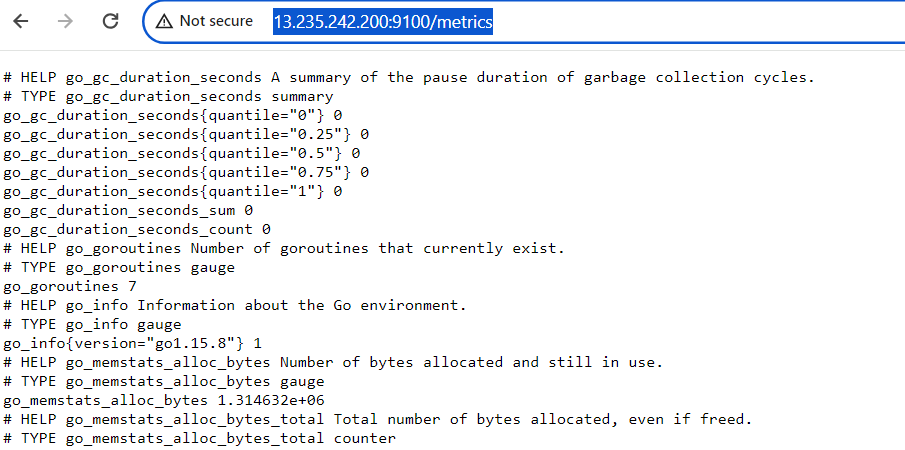 Not secure 13.235.242.200:9100/metrics
# HELP go_gc_duration_seconds A summary of the pause duration of garbage collection cycles.
# TYPE go_gc_duration_seconds summary
go_gc_duration_seconds{quantile="0"} 0
go_gc_duration_seconds{quantile="0.25"} 0
go_gc_duration_seconds{quantile="0.5"} 0
go_gc_duration_seconds{quantile="0.75"} 0
go_gc_duration_seconds{quantile="1"} 0
go_gc_duration_seconds_sum 0
go_gc_duration_seconds_count 0
# HELP go_goroutines Number of goroutines that currently exist.
# TYPE go_goroutines gauge
go_goroutines 7
# HELP go_info Information about the Go environment.
# TYPE go_info gauge
go_info{version="go1.15.8"} 1
# HELP go_memstats_alloc_bytes Number of bytes allocated and still in use.
# TYPE go_memstats_alloc_bytes gauge
go_memstats_alloc_bytes 1.314632e+06
# HELP go_memstats_alloc_bytes_total Total number of bytes allocated, even if freed.
# TYPE go_memstats_alloc_bytes_total counter